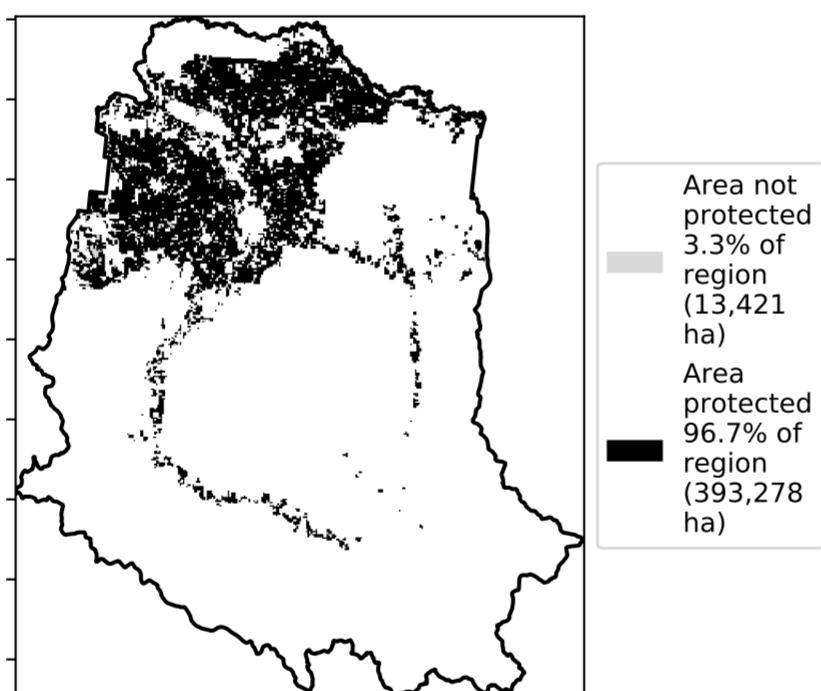 Area not
protected
3.3% of
region
(13,421
ha)
Area
protected
96.7% of
region
(393,278
ha)